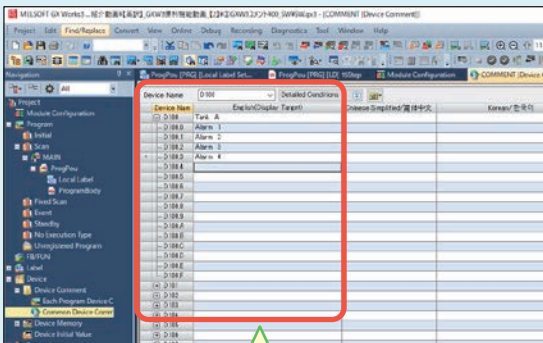 MELSOFT GX Works3
COMMENT [Device Comment]
Project Edit Find/Replace Convert View Online Debug Recording Diagnostics Tool Window Help
Navigation
All
ProgPou [PRG] [Local Label Set...
ProgPou [PRG] [LD]
Module Configuration
COMMENT [Device
Project
Module Configuration
Program
Initial
Scan
MAIN
ProgPou
Local Label
ProgramBody
Fixed Scan
Event
Standby
No Execution Type
Unregistered Program
FB/FUN
Label
Device
Device Comment
Each Program Device C
Common Device Comm
Device Memory
Device Initial Value
Device Name D100 Detailed Conditions
Device Nam English(Display Target) Chinese Simplified/简体中文 Korean/한국어
D100 Tank A
D100.0 Alarm 1
D100.1 Alarm 2
D100.2 Alarm 3
D100.3 Alarm 4
D100.4
D100.5
D100.6
D100.7
D100.8
D100.9
D100.A
D100.B
D100.C
D100.D
D100.E
D100.F
D101
D102
D103
D104
D105
D106